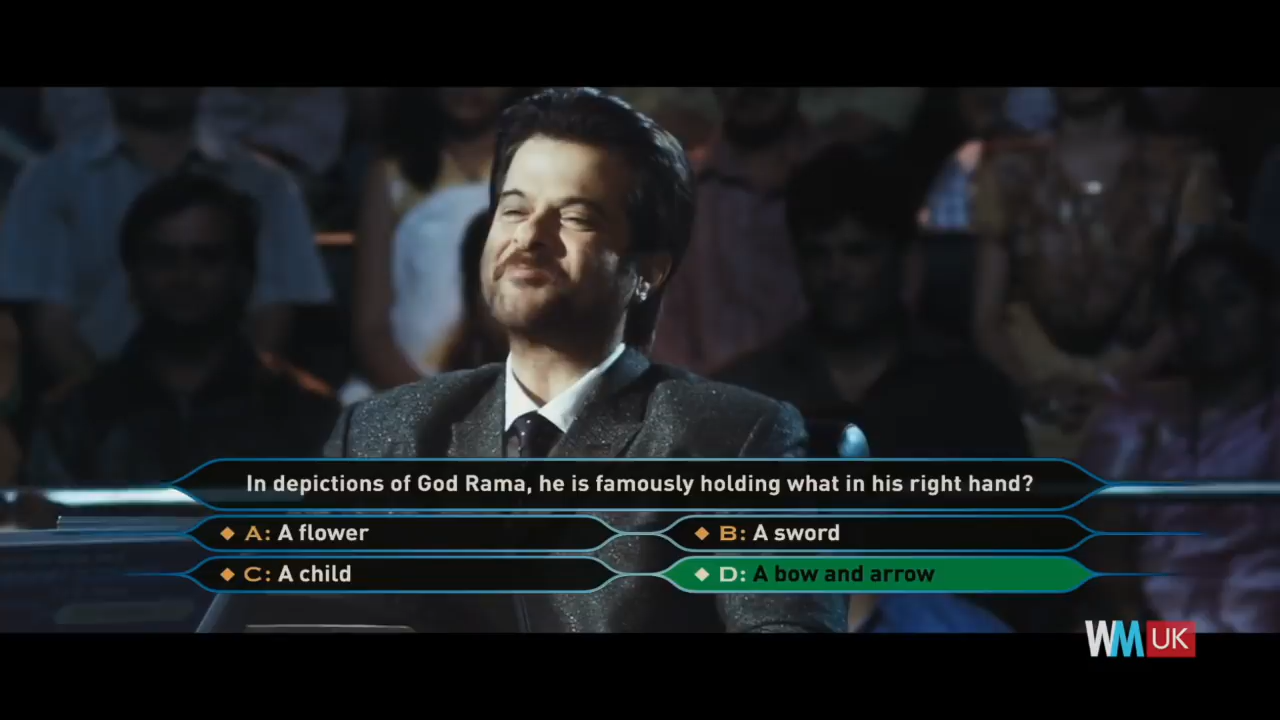 In depictions of God Rama, he is famously holding what in his right hand?
A: A flower
B: A sword
C: A child
D: A bow and arrow
WM UK